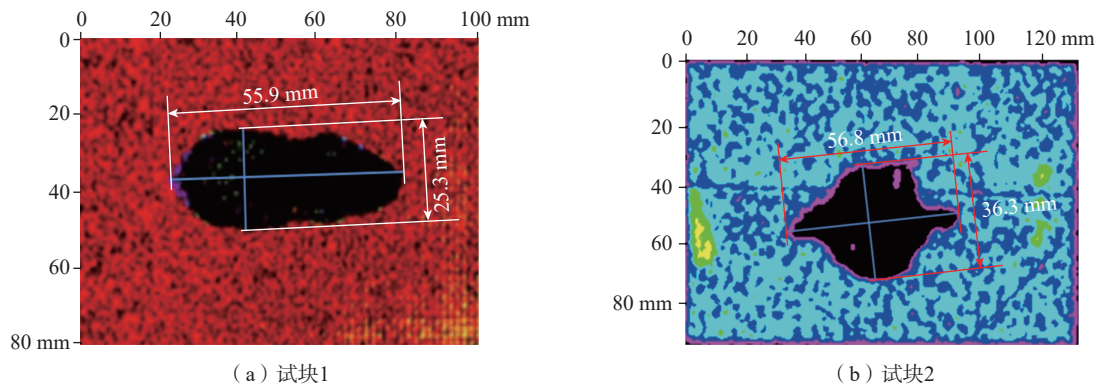 0 20 40 60 80 100 mm
0
20
40
60
80 mm
55.9 mm
25.3 mm
（a）试块1
0 20 40 60 80 100 120 mm
0
20
40
60
80 mm
56.8 mm
36.3 mm
（b）试块2